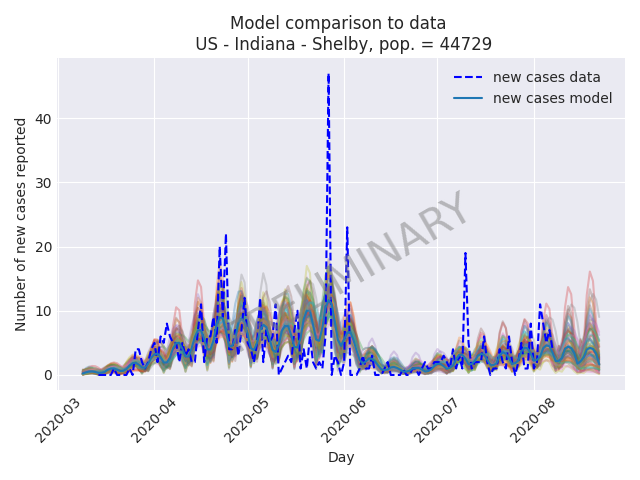 Model comparison to data
US - Indiana - Shelby, pop. = 44729
new cases data
new cases model
PRELIMINARY
Number of new cases reported
40
30
20
10
0
2020-03
2020-04
2020-05
2020-06
2020-07
2020-08
Day